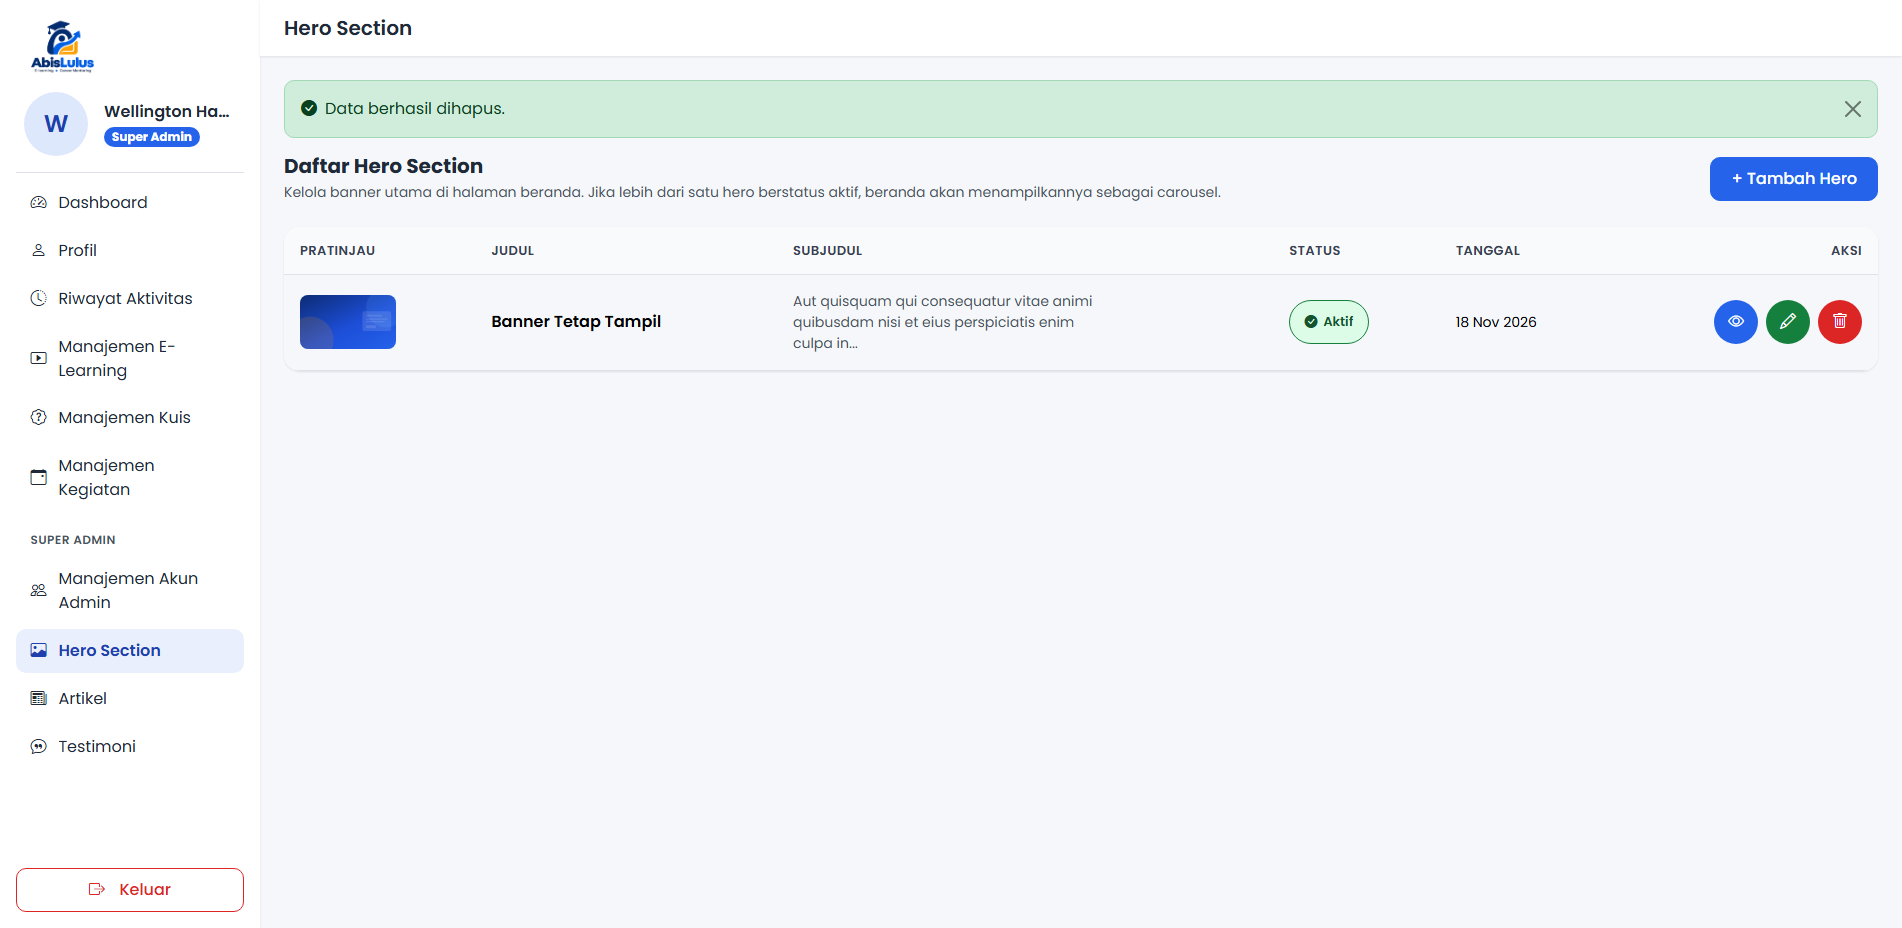 AbisLulus
W
Wellington Ha...
Super Admin
Dashboard
Profil
Riwayat Aktivitas
Manajemen E-
Learning
Manajemen Kuis
Manajemen
Kegiatan
SUPER ADMIN
Manajemen Akun
Admin
Hero Section
Artikel
Testimoni
Keluar
Hero Section
Data berhasil dihapus.
Daftar Hero Section
Kelola banner utama di halaman beranda. Jika lebih dari satu hero berstatus aktif, beranda akan menampilkannya sebagai carousel.
+ Tambah Hero
PRATINJAU JUDUL SUBJUDUL STATUS TANGGAL AKSI
Banner Tetap Tampil
Aut quisquam qui consequatur vitae animi
quibusdam nisi et eius perspiciatis enim
culpa in...
Aktif
18 Nov 2026